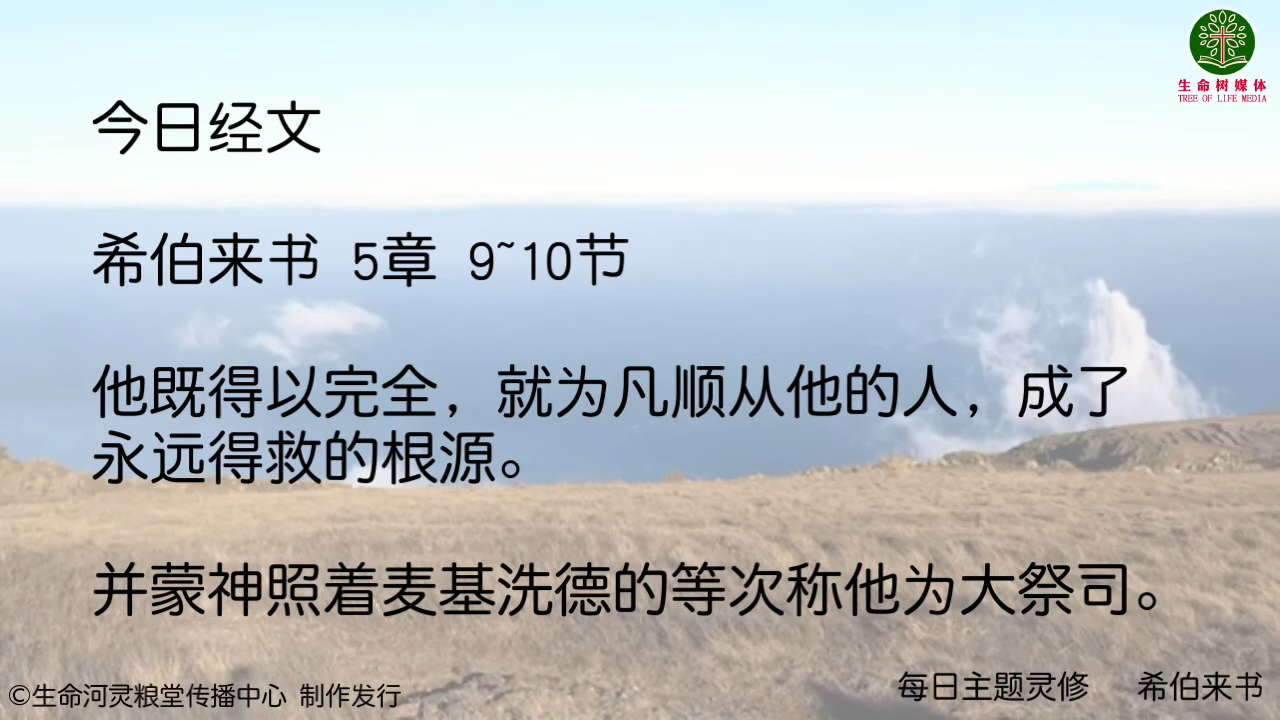 生命树媒体
TREE OF LIFE MEDIA
今日经文
希伯来书 5章 9~10节
他既得以完全，就为凡顺从他的人，成了
永远得救的根源。
并蒙神照着麦基洗德的等次称他为大祭司。
©生命河灵粮堂传播中心 制作发行
每日主题灵修 希伯来书